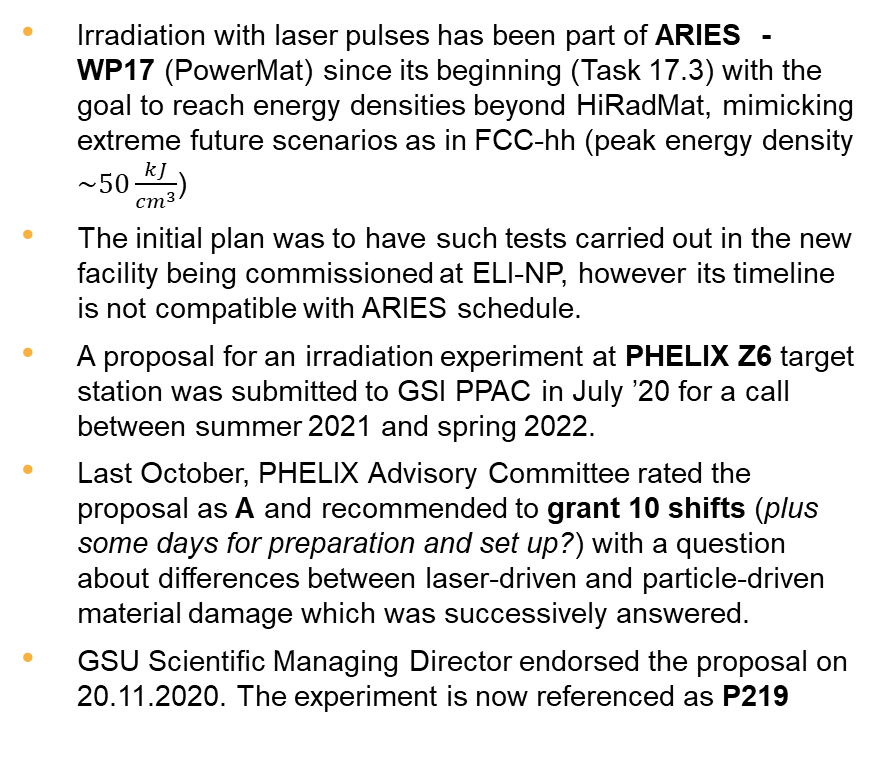 • Irradiation with laser pulses has been part of ARIES -
WP17 (PowerMat) since its beginning (Task 17.3) with the
goal to reach energy densities beyond HiRadMat, mimicking
extreme future scenarios as in FCC-hh (peak energy density
~50 kJ/cm³)
• The initial plan was to have such tests carried out in the new
facility being commissioned at ELI-NP, however its timeline
is not compatible with ARIES schedule.
• A proposal for an irradiation experiment at PHELIX Z6 target
station was submitted to GSI PPAC in July ’20 for a call
between summer 2021 and spring 2022.
• Last October, PHELIX Advisory Committee rated the
proposal as A and recommended to grant 10 shifts (plus
some days for preparation and set up?) with a question
about differences between laser-driven and particle-driven
material damage which was successively answered.
• GSU Scientific Managing Director endorsed the proposal on
20.11.2020. The experiment is now referenced as P219